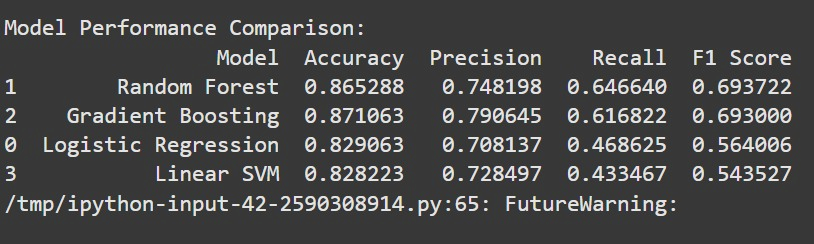 Model Performance Comparison:
Model Accuracy Precision Recall F1 Score
1 Random Forest 0.865288 0.748198 0.646640 0.693722
2 Gradient Boosting 0.871063 0.790645 0.616822 0.693000
0 Logistic Regression 0.829063 0.708137 0.468625 0.564006
3 Linear SVM 0.828223 0.728497 0.433467 0.543527
/tmp/ipython-input-42-2590308914.py:65: FutureWarning: